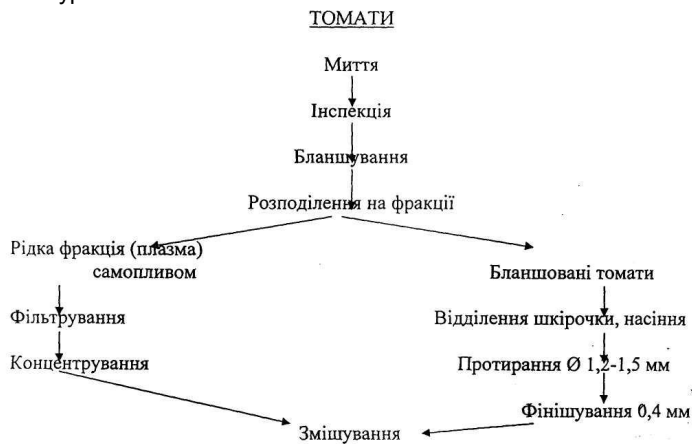 ТОМАТИ
Миття
Інспекція
Бланшування
Розподілення на фракції
Рідка фракція (плазма)
самопливом
Бланшовані томати
Фільтрування
Відділення шкірочки, насіння
Концентрування
Протирання Ø 1,2-1,5 мм
Фінішування 0,4 мм
Змішування